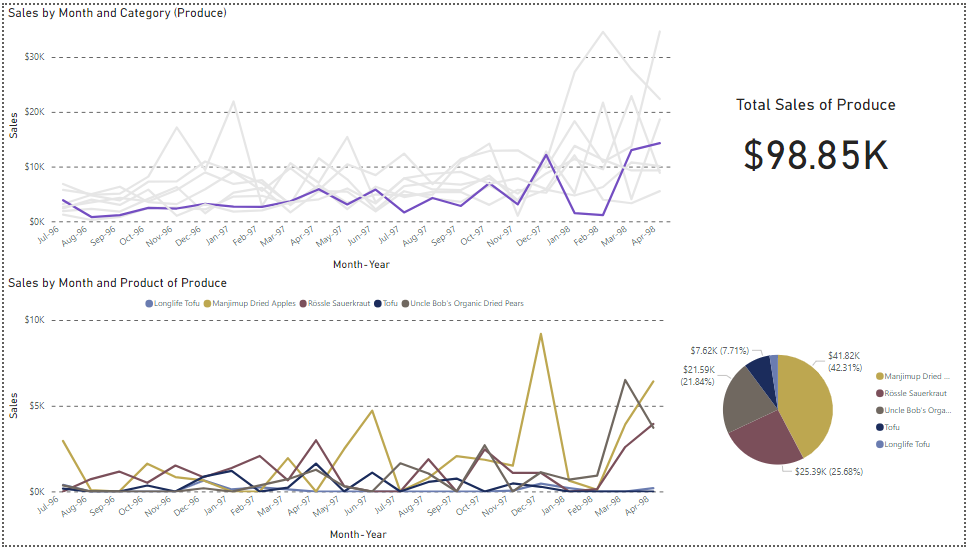 Sales by Month and Category (Produce)
$30K
$20K
$10K
$0K
Sales
Jul-96 Aug-96 Sep-96 Oct-96 Nov-96 Dec-96 Jan-97 Feb-97 Mar-97 Apr-97 May-97 Jun-97 Jul-97 Aug-97 Sep-97 Oct-97 Nov-97 Dec-97 Jan-98 Feb-98 Mar-98 Apr-98
Month-Year
Total Sales of Produce
$98.85K
Sales by Month and Product of Produce
Longlife Tofu Manjimup Dried Apples Rössle Sauerkraut Tofu Uncle Bob's Organic Dried Pears
$10K
$5K
$0K
Sales
Jul-96 Aug-96 Sep-96 Oct-96 Nov-96 Dec-96 Jan-97 Feb-97 Mar-97 Apr-97 May-97 Jun-97 Jul-97 Aug-97 Sep-97 Oct-97 Nov-97 Dec-97 Jan-98 Feb-98 Mar-98 Apr-98
Month-Year
$7.62K (7.71%)
$41.82K
(42.31%)
$21.59K
(21.84%)
$25.39K (25.68%)
Manjimup Dried ...
Rössle Sauerkraut
Uncle Bob's Orga...
Tofu
Longlife Tofu